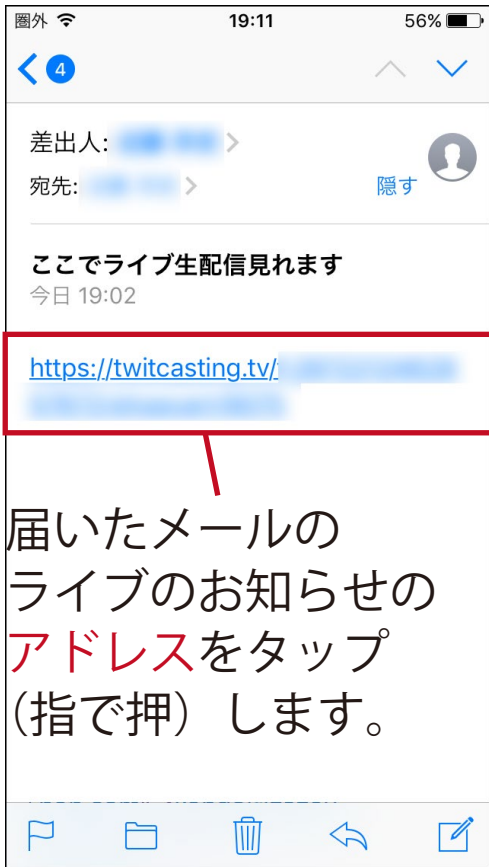 圏外 19:11 56%
4
差出人:
宛先: 隠す
ここでライブ生配信見れます
今日 19:02
https://twitcasting.tv/
届いたメールの
ライブのお知らせの
アドレスをタップ
（指で押）します。